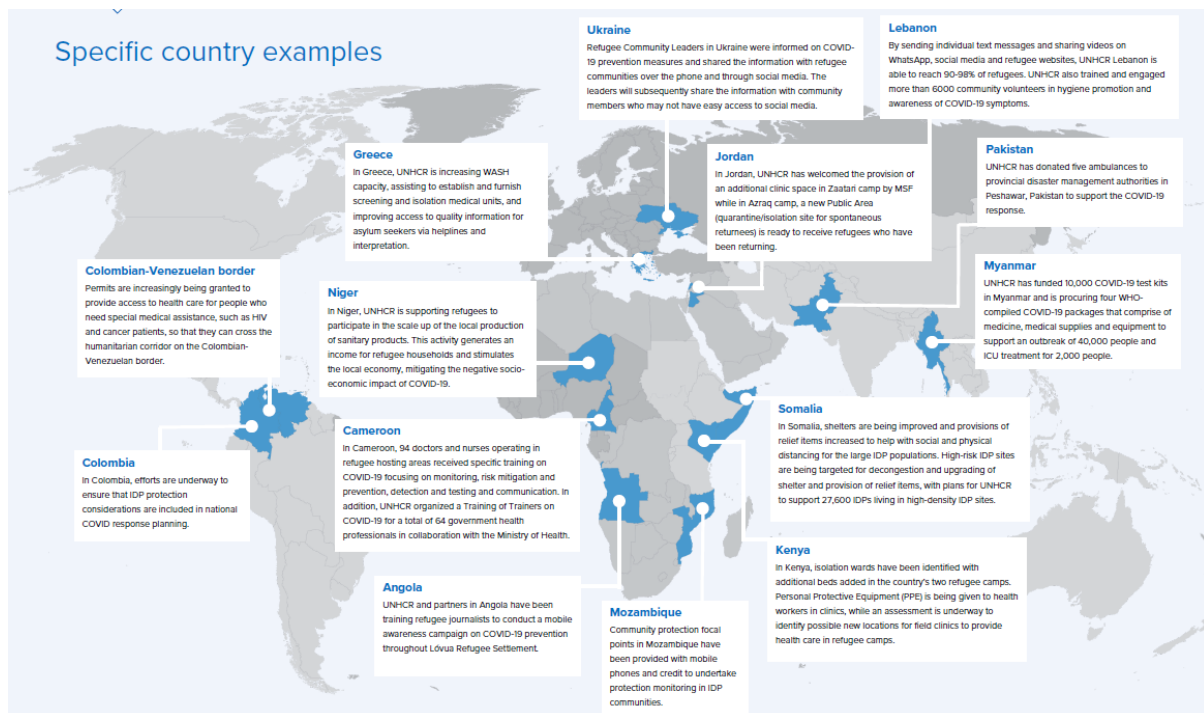 Specific country examples
Ukraine
Refugee Community Leaders in Ukraine were informed on COVID-
19 prevention measures and shared the information with refugee
communities over the phone and through social media. The
leaders will subsequently share the information with community
members who may not have easy access to social media.
Lebanon
By sending individual text messages and sharing videos on
WhatsApp, social media and refugee websites, UNHCR Lebanon is
able to reach 90-98% of refugees. UNHCR also trained and engaged
more than 6000 community volunteers in hygiene promotion and
awareness of COVID-19 symptoms.
Greece
In Greece, UNHCR is increasing WASH
capacity, assisting to establish and furnish
screening and isolation medical units, and
improving access to quality information for
asylum seekers via helplines and
interpretation.
Jordan
In Jordan, UNHCR has welcomed the provision of
an additional clinic space in Zaatari camp by MSF
while in Azraq camp, a new Public Area
(quarantine/isolation site for spontaneous
returnees) is ready to receive refugees who have
been returning.
Pakistan
UNHCR has donated five ambulances to
provincial disaster management authorities in
Peshawar, Pakistan to support the COVID-19
response.
Colombian-Venezuelan border
Permits are increasingly being granted to
provide access to health care for people who
need special medical assistance, such as HIV
and cancer patients, so that they can cross the
humanitarian corridor on the Colombian-
Venezuelan border.
Niger
In Niger, UNHCR is supporting refugees to
participate in the scale up of the local production
of sanitary products. This activity generates an
income for refugee households and stimulates
the local economy, mitigating the negative socio-
economic impact of COVID-19.
Myanmar
UNHCR has funded 10,000 COVID-19 test kits
in Myanmar and is procuring four WHO-
compiled COVID-19 packages that comprise of
medicine, medical supplies and equipment to
support an outbreak of 40,000 people and
ICU treatment for 2,000 people.
Cameroon
In Cameroon, 94 doctors and nurses operating in
refugee hosting areas received specific training on
COVID-19 focusing on monitoring, risk mitigation and
prevention, detection and testing and communication. In
addition, UNHCR organized a Training of Trainers on
COVID-19 for a total of 64 government health
professionals in collaboration with the Ministry of Health.
Somalia
In Somalia, shelters are being improved and provisions of
relief items increased to help with social and physical
distancing for the large IDP populations. High-risk IDP sites
are being targeted for decongestion and upgrading of
shelter and provision of relief items, with plans for UNHCR
to support 27,600 IDPs living in high-density IDP sites.
Colombia
In Colombia, efforts are underway to
ensure that IDP protection
considerations are included in national
COVID response planning.
Kenya
In Kenya, isolation wards have been identified with
additional beds added in the country's two refugee camps.
Personal Protective Equipment (PPE) is being given to health
workers in clinics, while an assessment is underway to
identify possible new locations for field clinics to provide
health care in refugee camps.
Angola
UNHCR and partners in Angola have been
training refugee journalists to conduct a mobile
awareness campaign on COVID-19 prevention
throughout Lóvua Refugee Settlement.
Mozambique
Community protection focal
points in Mozambique have
been provided with mobile
phones and credit to undertake
protection monitoring in IDP
communities.